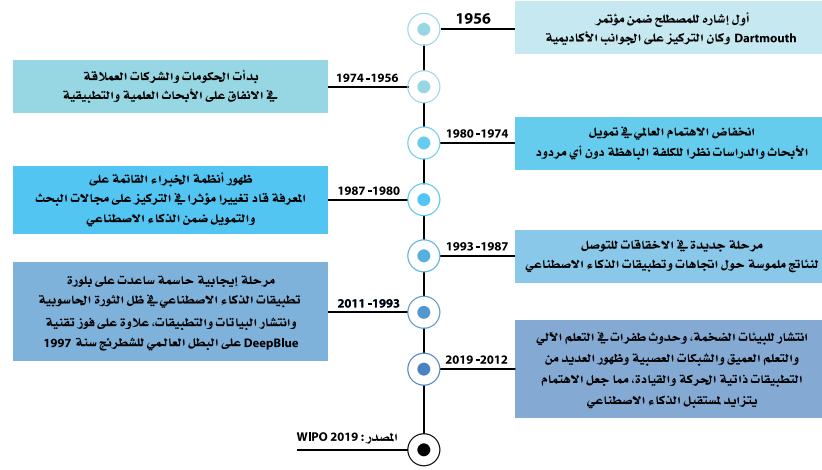 1956
أول إشاره للمصطلح ضمن مؤتمر
Dartmouth وكان التركيز على الجوانب الأكاديمية
1974-1956
بدأت الحكومات والشركات العملاقة
في الانفاق على الأبحاث العلمية والتطبيقية
1980-1974
انخفاض الاهتمام العالمي في تمويل
الأبحاث والدراسات نظرا للكلفة الباهظة دون أي مردود
1987-1980
ظهور أنظمة الخبراء القائمة على
المعرفة قاد تغييرا مؤثرا في التركيز على مجالات البحث
والتمويل ضمن الذكاء الاصطناعي
1993-1987
مرحلة جديدة في الاخفاقات للتوصل
لنتائج ملموسة حول اتجاهات وتطبيقات الذكاء الاصطناعي
2011-1993
مرحلة إيجابية حاسمة ساعدت على بلورة
تطبيقات الذكاء الاصطناعي في ظل الثورة الحاسوبية
وانتشار البيانات والتطبيقات، علاوة على فوز تقنية
DeepBlue على البطل العالمي للشطرنج سنة 1997
2019-2012
انتشار للبيئات الضخمة، وحدوث طفرات في التعلم الآلي
والتعلم العميق والشبكات العصبية وظهور العديد من
التطبيقات ذاتية الحركة والقيادة، مما جعل الاهتمام
يتزايد لمستقبل الذكاء الاصطناعي
المصدر: WIPO 2019